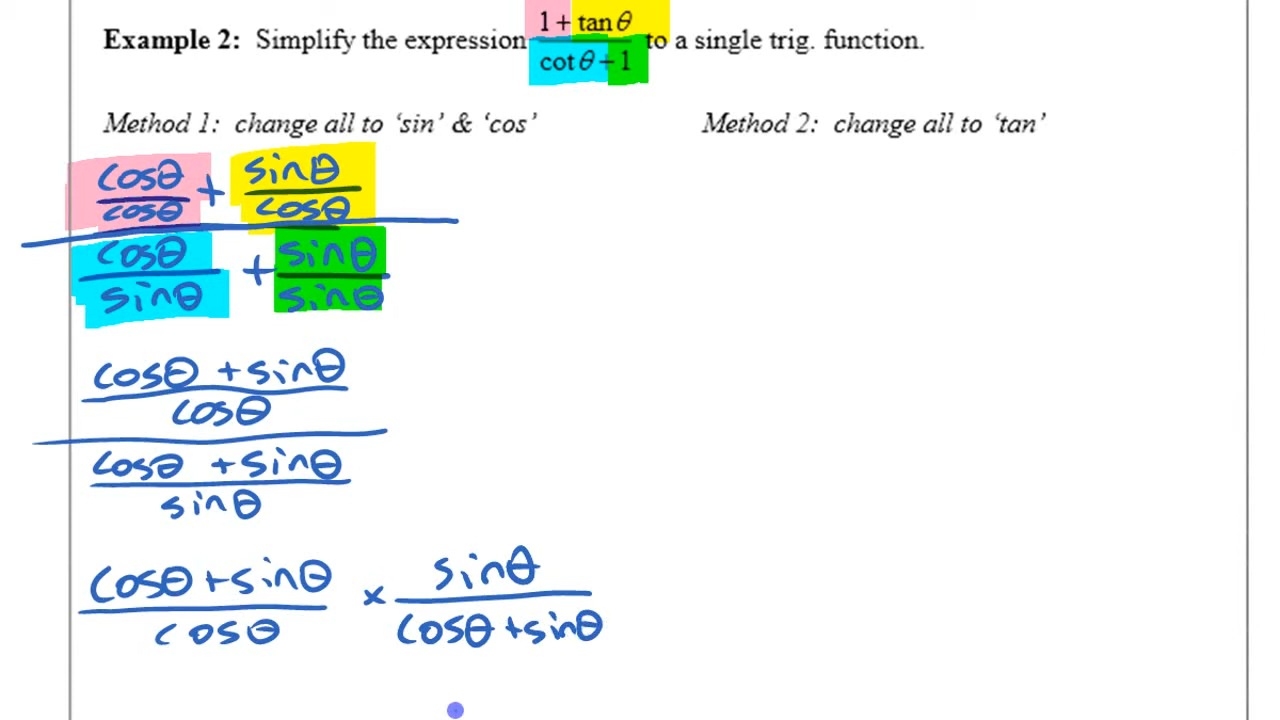 Example 2: Simplify the expression (1 + tan θ)/(cot θ + 1) to a single trig. function.
Method 1: change all to ‘sin’ & ‘cos’
Method 2: change all to ‘tan’
cosθ/cosθ + sinθ/cosθ
cosθ/sinθ + sinθ/sinθ
cosθ + sinθ
cosθ
cosθ + sinθ
sinθ
(cosθ + sinθ)/cosθ × sinθ/(cosθ + sinθ)